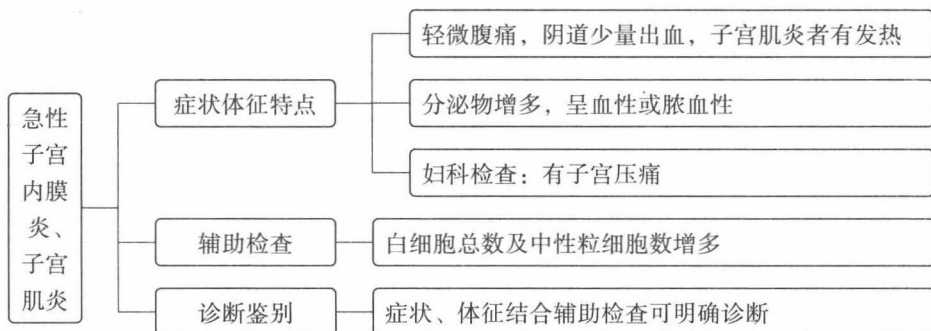 急性
子宫
内膜
炎、
子宫
肌炎
症状体征特点
轻微腹痛，阴道少量出血，子宫肌炎者有发热
分泌物增多，呈血性或脓血性
妇科检查：有子宫压痛
辅助检查
白细胞总数及中性粒细胞数增多
诊断鉴别
症状、体征结合辅助检查可明确诊断